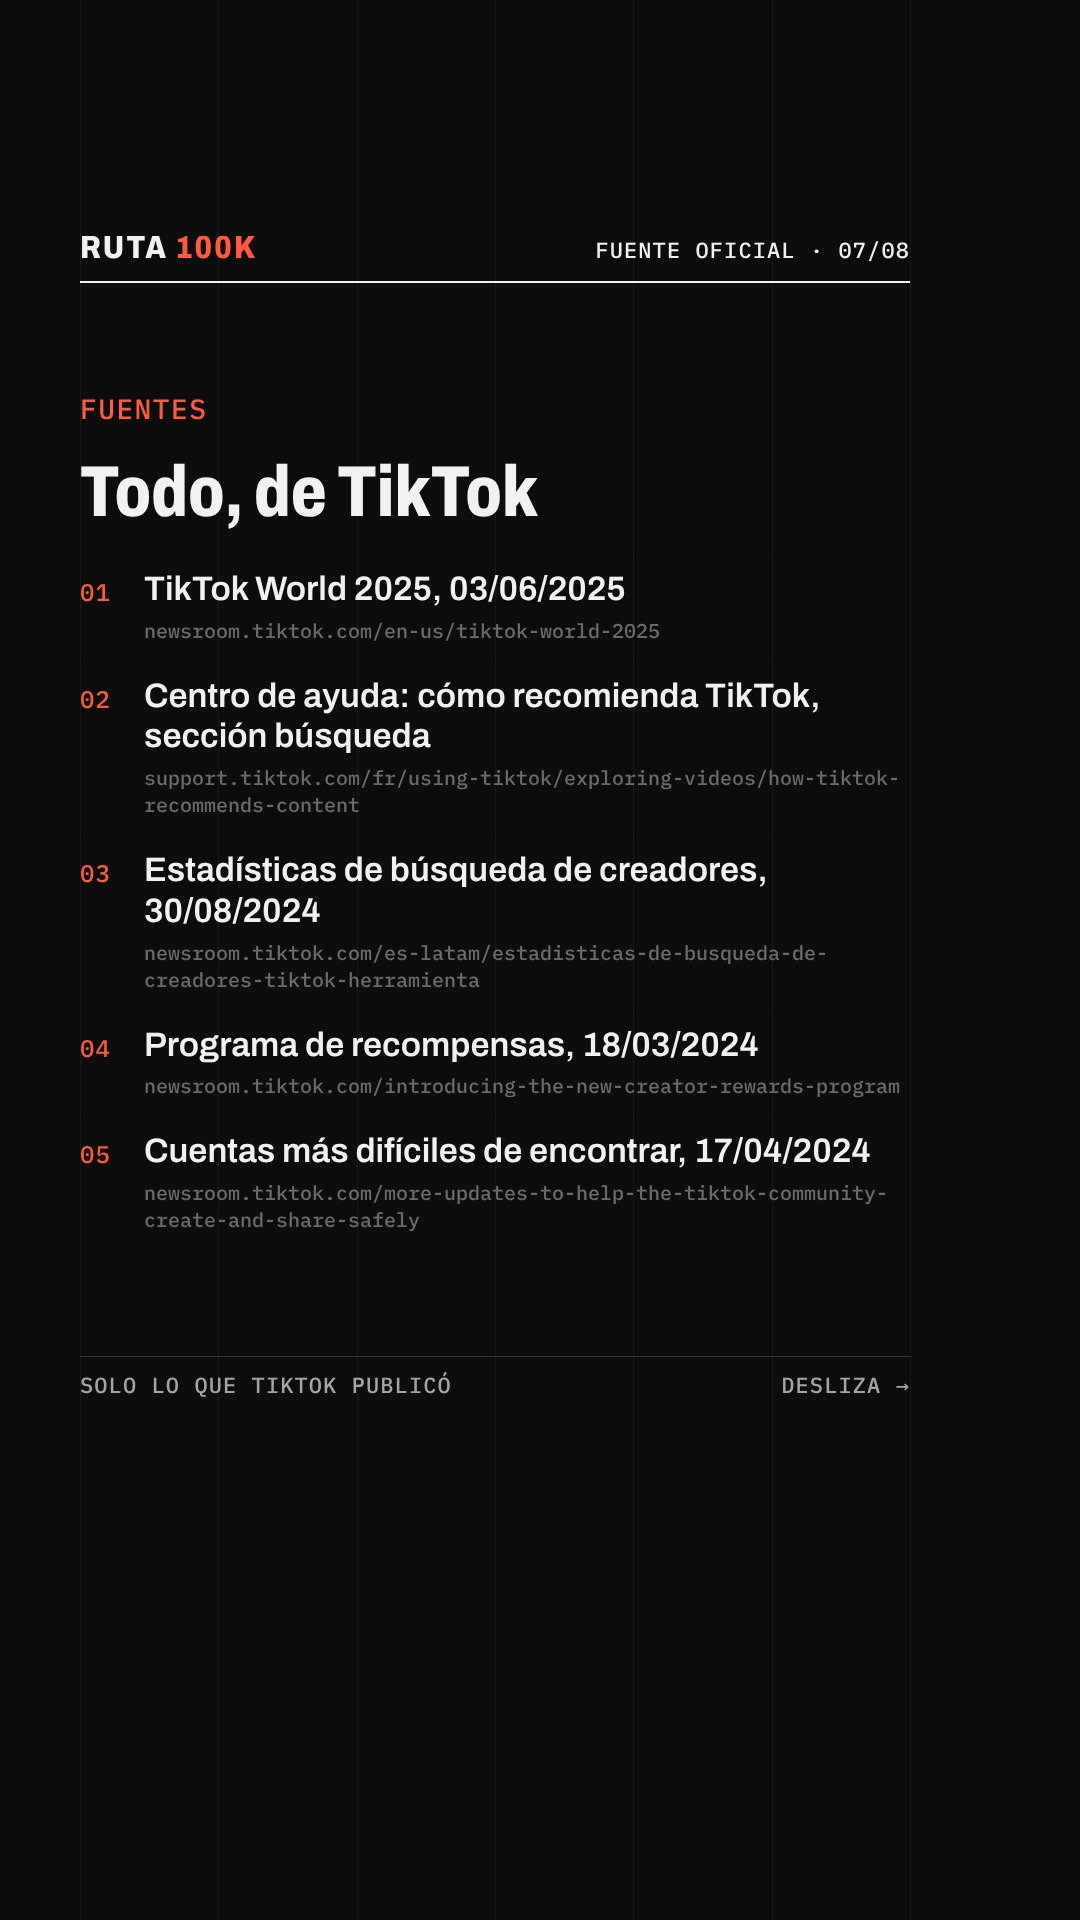 RUTA 100K
FUENTE OFICIAL · 07/08
FUENTES
Todo, de TikTok
01 TikTok World 2025, 03/06/2025
newsroom.tiktok.com/en-us/tiktok-world-2025
02 Centro de ayuda: cómo recomienda TikTok,
sección búsqueda
support.tiktok.com/fr/using-tiktok/exploring-videos/how-tiktok-
recommends-content
03 Estadísticas de búsqueda de creadores,
30/08/2024
newsroom.tiktok.com/es-latam/estadisticas-de-busqueda-de-
creadores-tiktok-herramienta
04 Programa de recompensas, 18/03/2024
newsroom.tiktok.com/introducing-the-new-creator-rewards-program
05 Cuentas más difíciles de encontrar, 17/04/2024
newsroom.tiktok.com/more-updates-to-help-the-tiktok-community-
create-and-share-safely
SOLO LO QUE TIKTOK PUBLICÓ
DESLIZA →